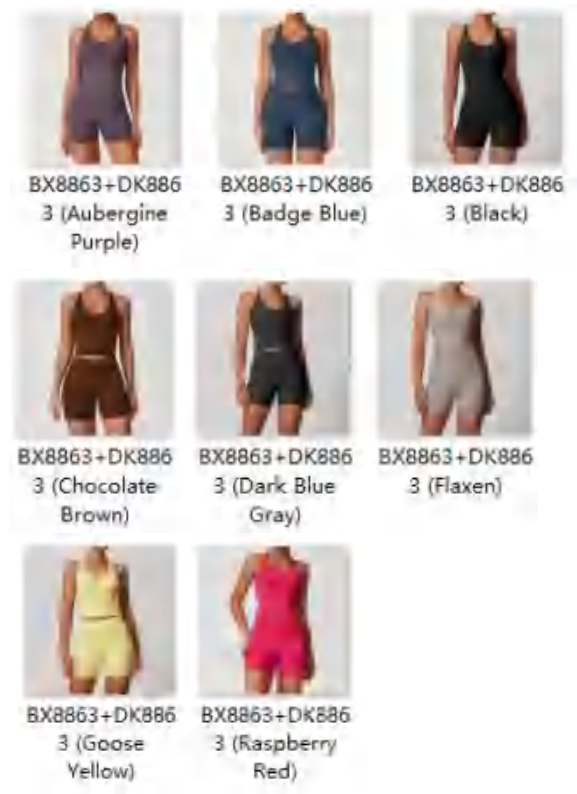 BX8863+DK886
3 (Aubergine
Purple)
BX8863+DK886
3 (Badge Blue)
BX8863+DK886
3 (Black)
BX8863+DK886
3 (Chocolate
Brown)
BX8863+DK886
3 (Dark Blue
Gray)
BX8863+DK886
3 (Flaxen)
BX8863+DK886
3 (Goose
Yellow)
BX8863+DK886
3 (Raspberry
Red)